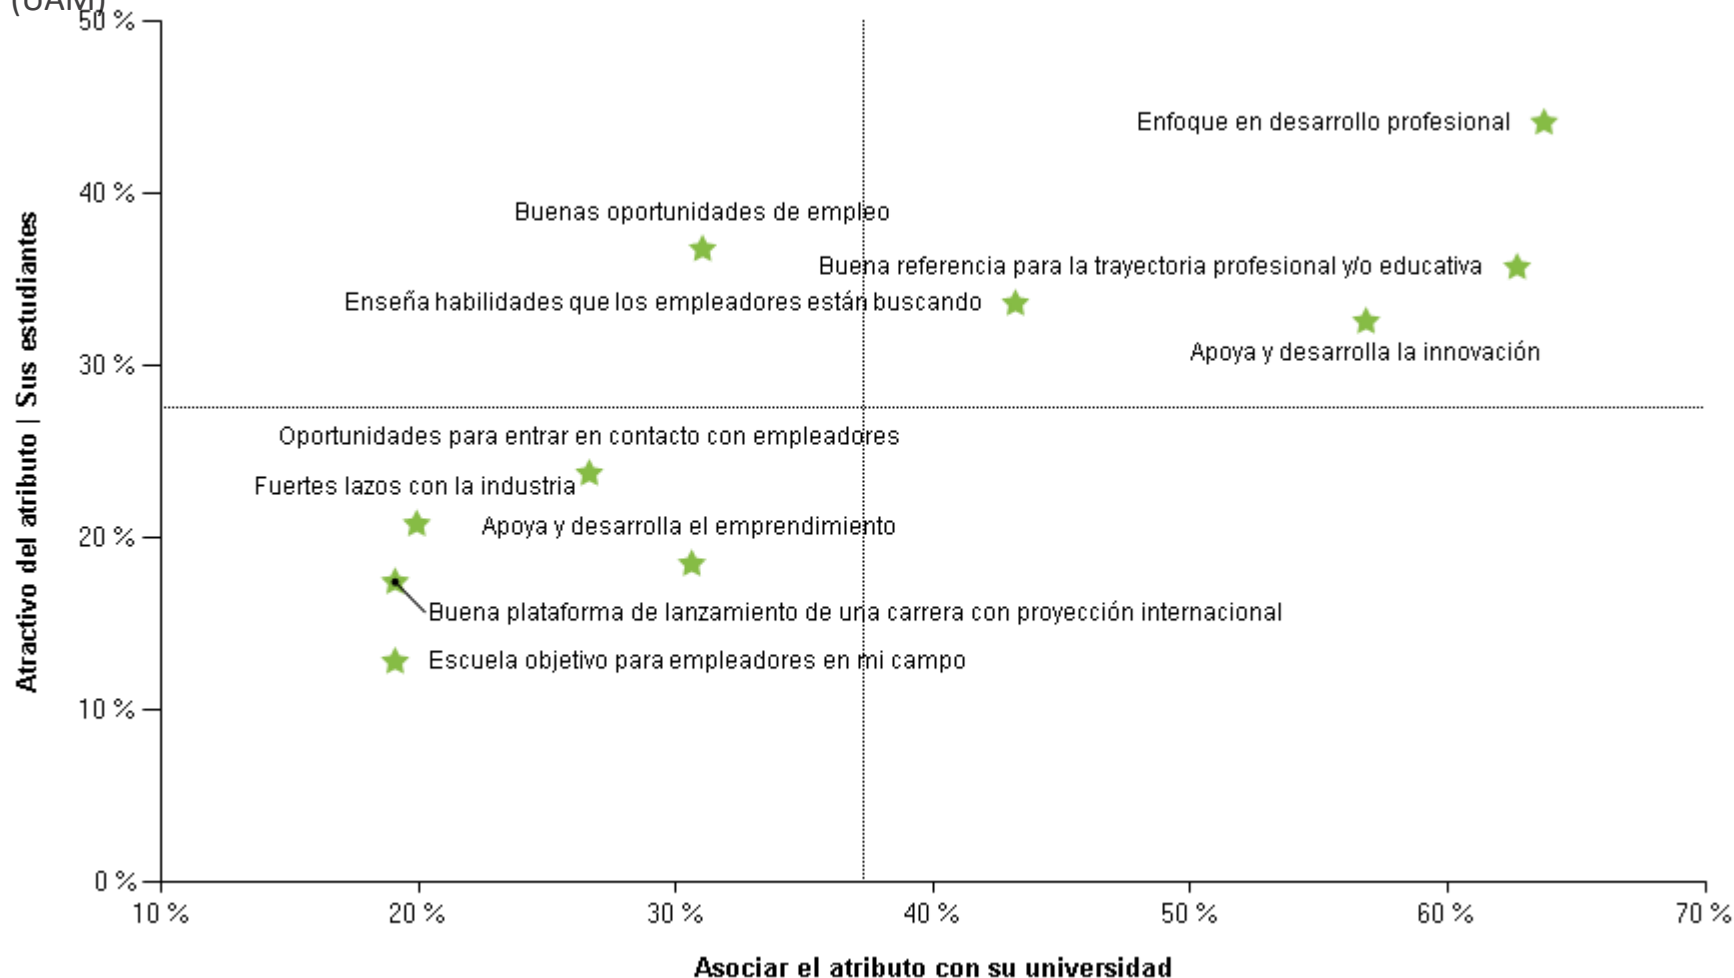 (UAM)
50 %
Enfoque en desarrollo profesional
40 %
Buenas oportunidades de empleo
Buena referencia para la trayectoria profesional y/o educativa
Enseña habilidades que los empleadores están buscando
Apoya y desarrolla la innovación
30 %
Oportunidades para entrar en contacto con empleadores
Fuertes lazos con la industria
Apoya y desarrolla el emprendimiento
20 %
Buena plataforma de lanzamiento de una carrera con proyección internacional
Escuela objetivo para empleadores en mi campo
10 %
0 %
Atractivo del atributo | Sus estudiantes
10 % 20 % 30 % 40 % 50 % 60 % 70 %
Asociar el atributo con su universidad